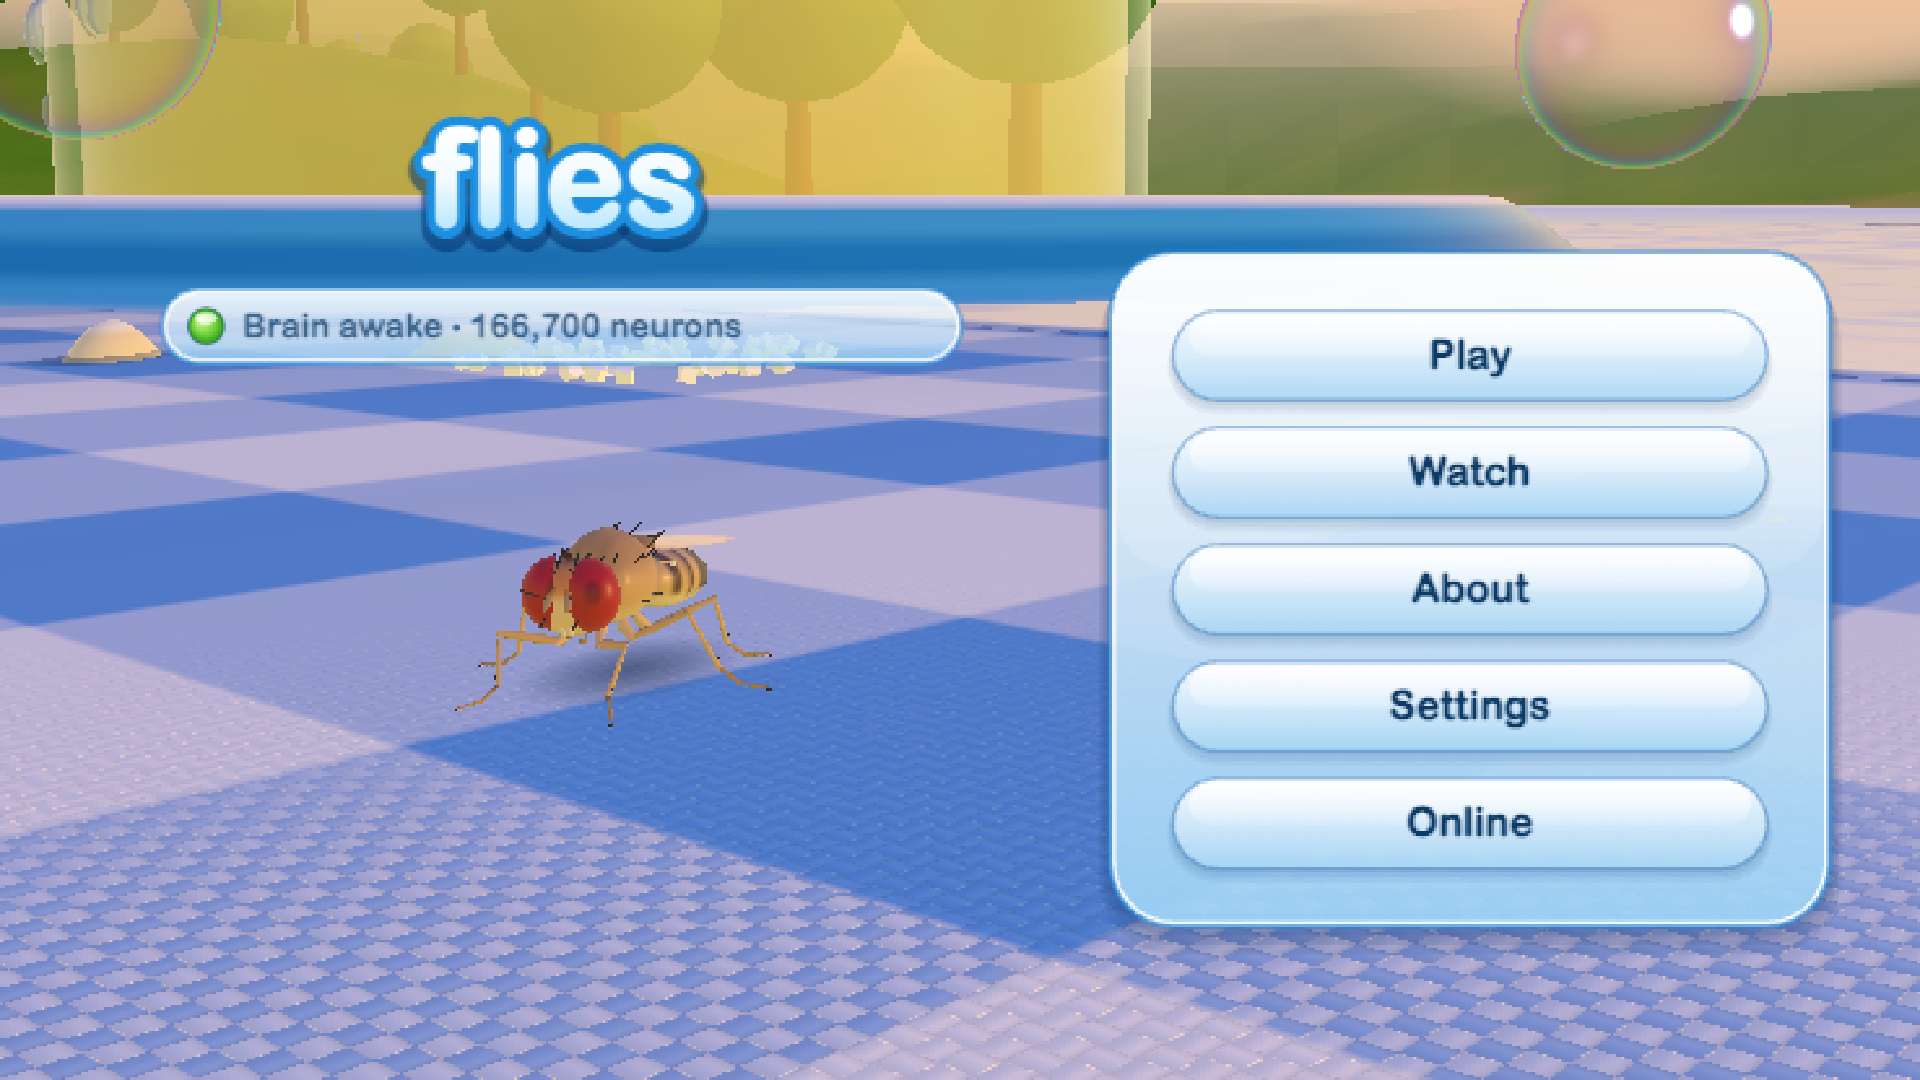 flies
Brain awake · 166,700 neurons
Play
Watch
About
Settings
Online